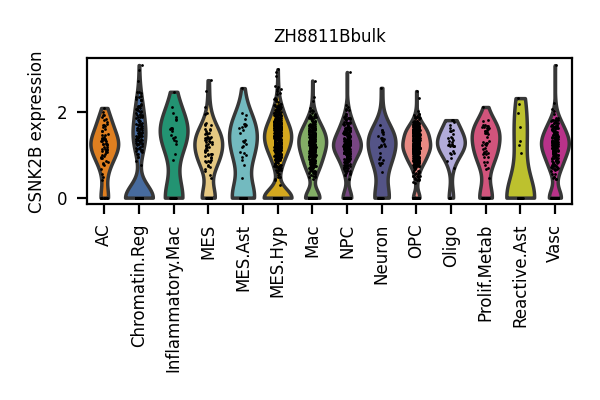 ZH8811Bbulk
CSNK2B expression
2
0
AC
Chromatin.Reg
Inflammatory.Mac
MES
MES.Ast
MES.Hyp
Mac
NPC
Neuron
OPC
Oligo
Prolif.Metab
Reactive.Ast
Vasc